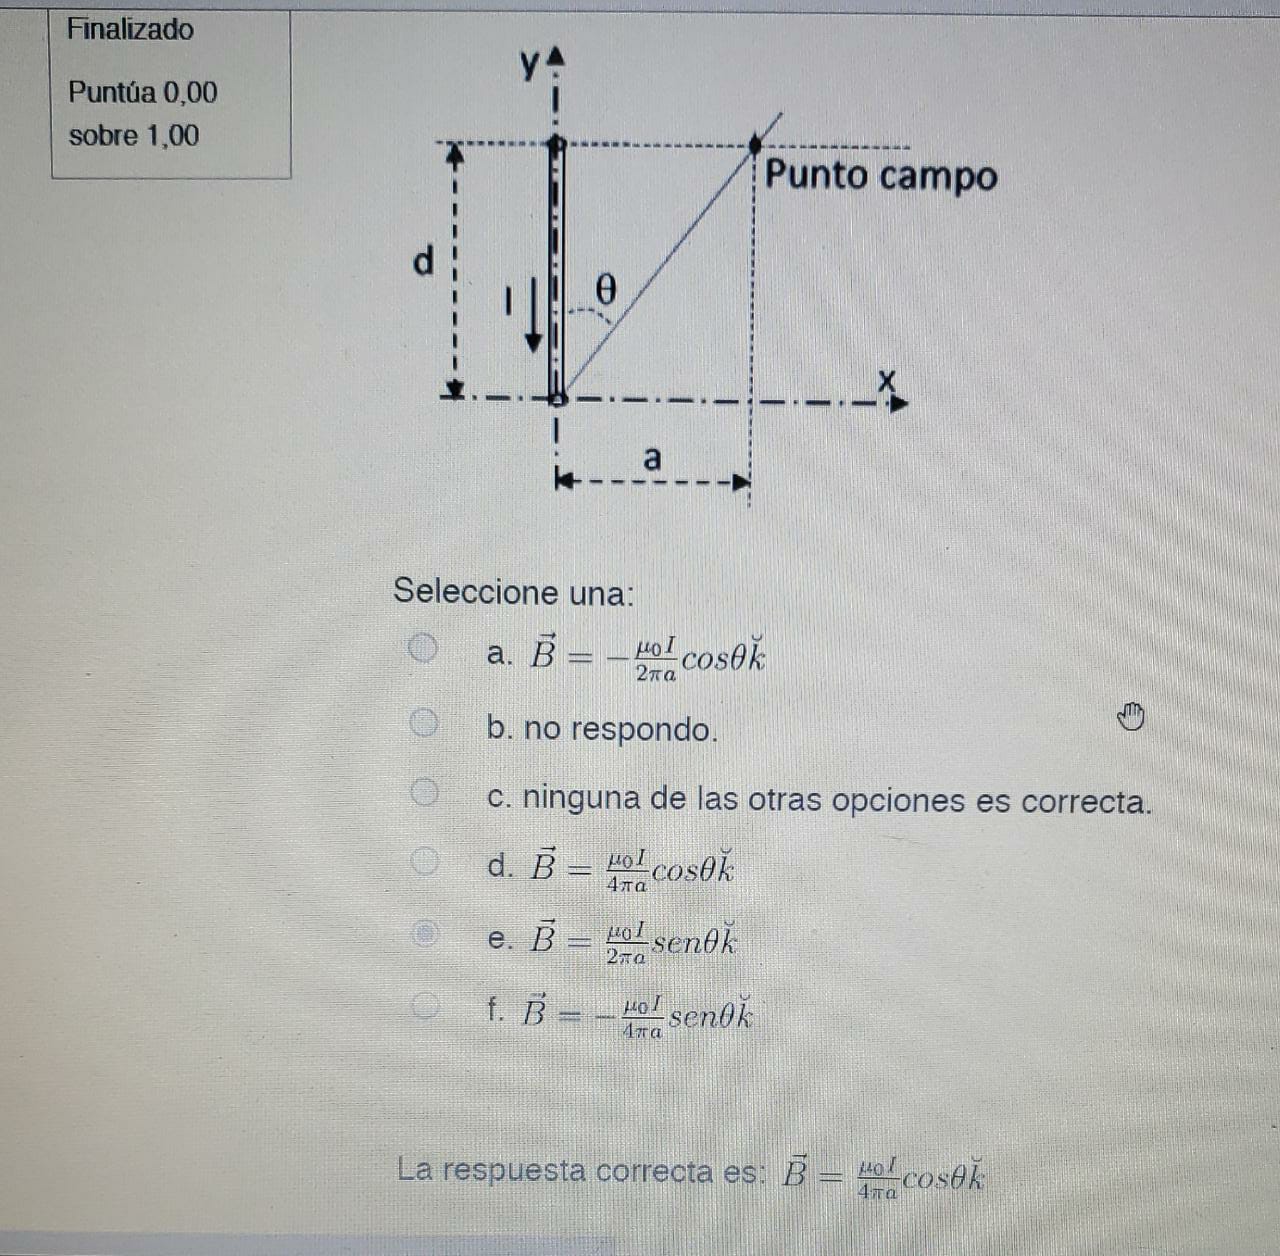 Finalizado
Puntúa 0,00
sobre 1,00
y
Punto campo
d
I
θ
x
a
Seleccione una:
a. $\vec{B} = -\frac{\mu_0 I}{2\pi a} cos\theta \breve{k}$
b. no respondo.
c. ninguna de las otras opciones es correcta.
d. $\vec{B} = \frac{\mu_0 I}{4\pi a} cos\theta \breve{k}$
e. $\vec{B} = \frac{\mu_0 I}{2\pi a} sen\theta \breve{k}$
f. $\vec{B} = -\frac{\mu_0 I}{4\pi a} sen\theta \breve{k}$
La respuesta correcta es: $\vec{B} = \frac{\mu_0 I}{4\pi a} cos\theta \breve{k}$